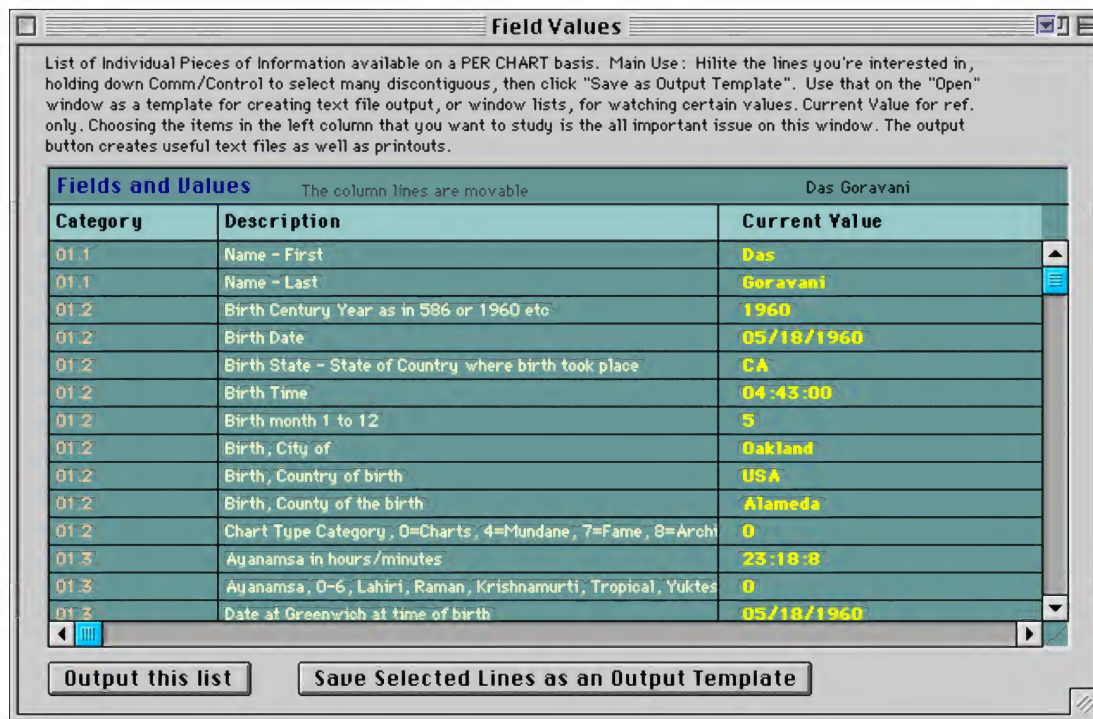 Field Values
List of Individual Pieces of Information available on a PER CHART basis. Main Use: Hilite the lines you're interested in,
holding down Comm/Control to select many discontiguous, then click "Save as Output Template". Use that on the "Open"
window as a template for creating text file output, or window lists, for watching certain values. Current Value for ref.
only. Choosing the items in the left column that you want to study is the all important issue on this window. The output
button creates useful text files as well as printouts.
Fields and Values The column lines are movable Das Goravani
Category Description Current Value
01.1 Name - First Das
01.1 Name - Last Goravani
01.2 Birth Century Year as in 586 or 1960 etc 1960
01.2 Birth Date 05/18/1960
01.2 Birth State - State of Country where birth took place CA
01.2 Birth Time 04:43:00
01.2 Birth month 1 to 12 5
01.2 Birth, City of Oakland
01.2 Birth, Country of birth USA
01.2 Birth, County of the birth Alameda
01.2 Chart Type Category, 0=Charts, 4=Mundane, 7=Fame, 8=Archi 0
01.3 Ayanamsa in hours/minutes 23:18:8
01.3 Ayanamsa, 0-6, Lahiri, Raman, Krishnamurti, Tropical, Yuktes 0
01.3 Date at Greenwich at time of birth 05/18/1960
Output this list Save Selected Lines as an Output Template